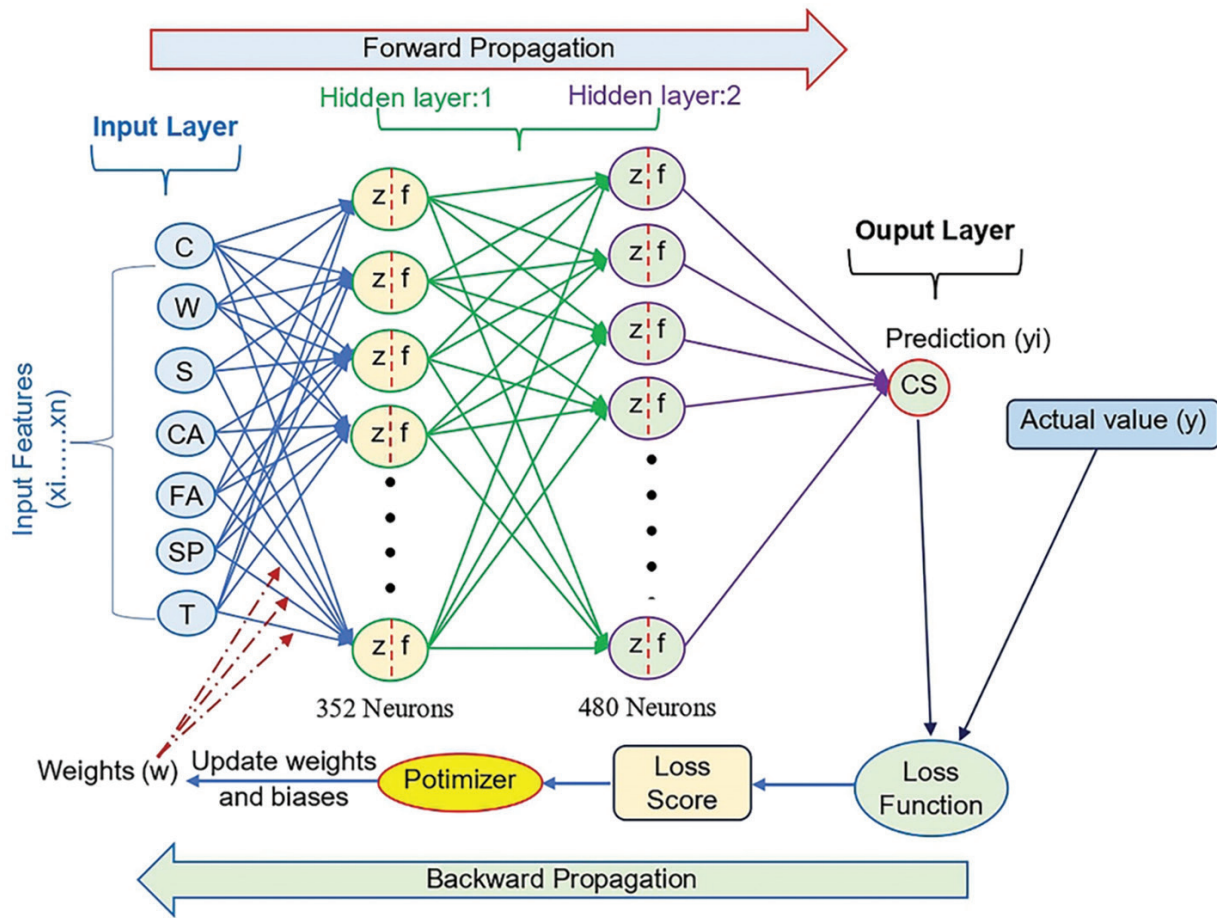 Forward Propagation
Hidden layer:1
Hidden layer:2
Input Layer
z f
z f
z f
z f
z f
z f
z f
z f
z f
z f
C
W
S
CA
FA
SP
T
Input Features
(xi......xn)
Ouput Layer
Prediction (yi)
CS
Actual value (y)
352 Neurons
480 Neurons
Weights (w)
Update weights
and biases
Potimizer
Loss
Score
Loss
Function
Backward Propagation